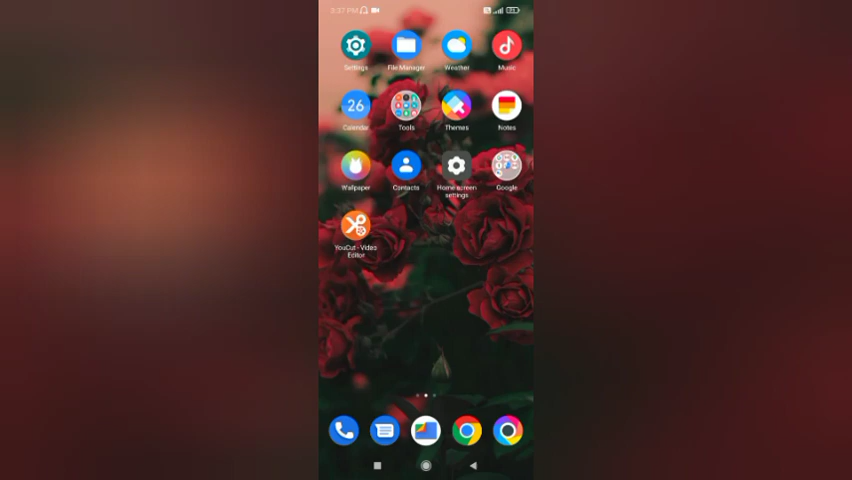 3:37 PM
Settings
File Manager
Weather
Music
26
Calendar
Tools
Themes
Notes
Wallpaper
Contacts
Home screen
settings
Google
YouCut - Video
Editor